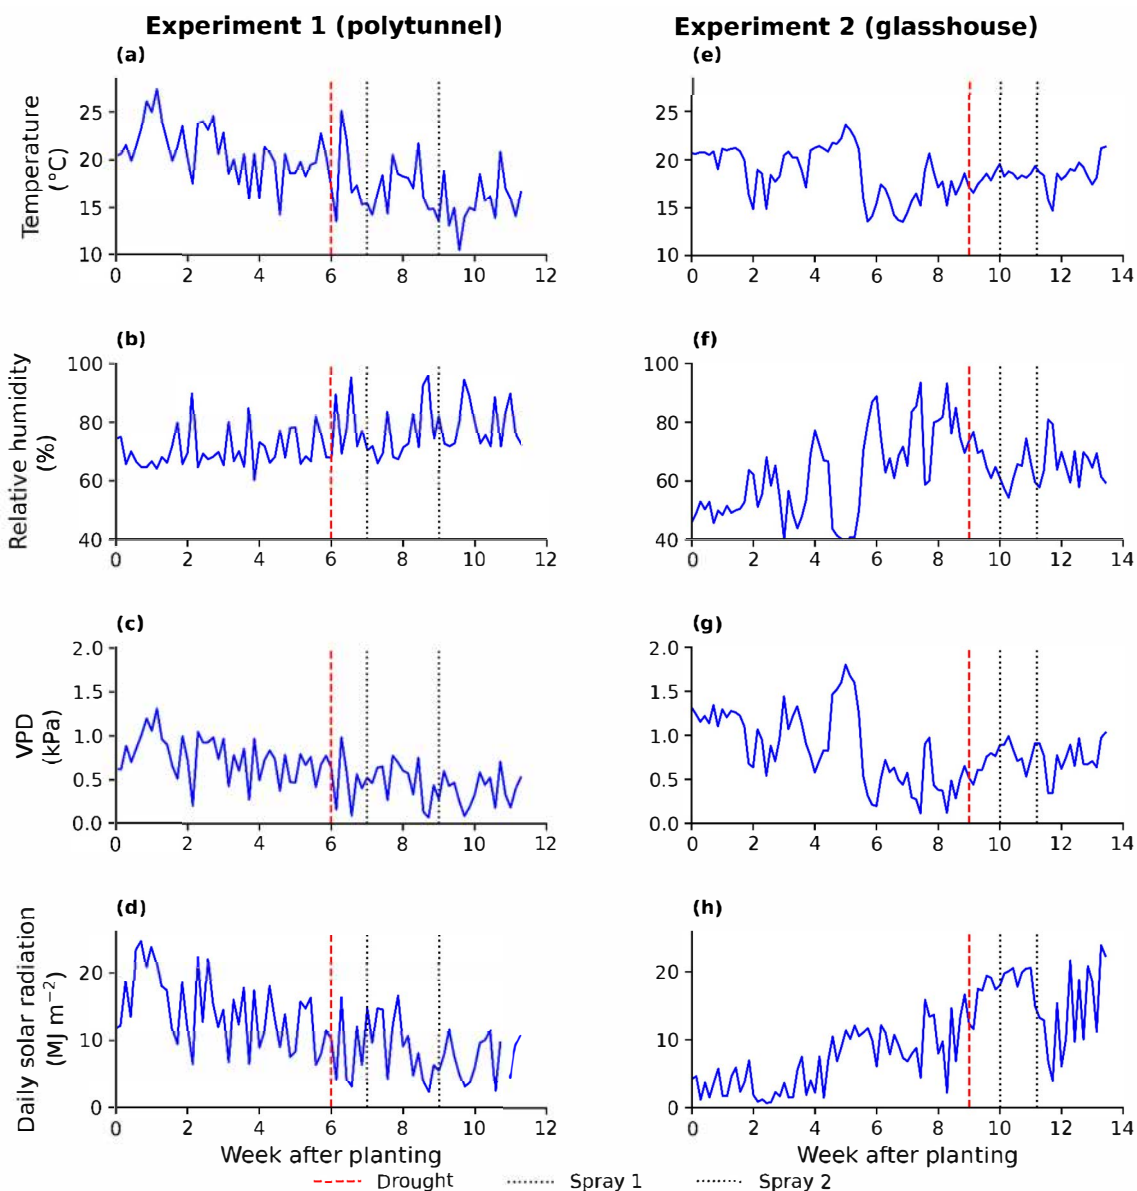 Experiment 1 (polytunnel)
Experiment 2 (glasshouse)
(a)
Temperature
(°C)
25
20
15
10
0 2 4 6 8 10 12
(e)
25
20
15
10
0 2 4 6 8 10 12 14
(b)
Relative humidity
(%)
100
80
60
40
0 2 4 6 8 10 12
(f)
100
80
60
40
0 2 4 6 8 10 12 14
(c)
VPD
(kPa)
2.0
1.5
1.0
0.5
0.0
0 2 4 6 8 10 12
(g)
2.0
1.5
1.0
0.5
0.0
0 2 4 6 8 10 12 14
(d)
Daily solar radiation
(MJ m⁻²)
20
10
0
0 2 4 6 8 10 12
Week after planting
(h)
20
10
0
0 2 4 6 8 10 12 14
Week after planting
Drought Spray 1 Spray 2